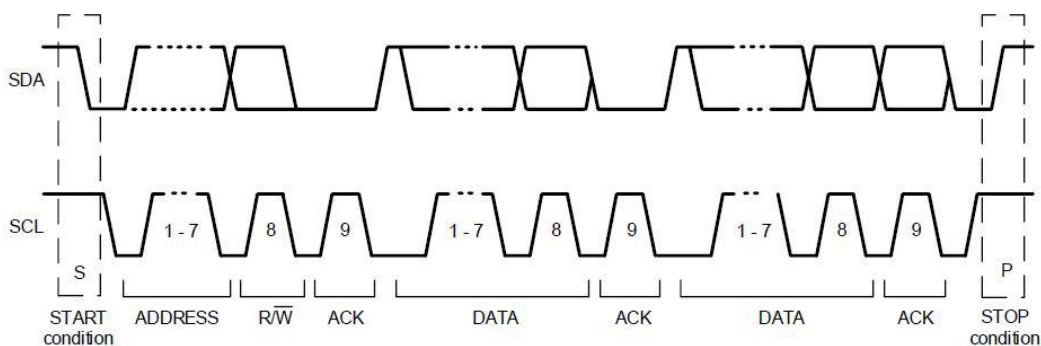 SDA
SCL
1 - 7 8 9 1 - 7 8 9 1 - 7 8 9
S P
START ADDRESS R/W̅ ACK DATA ACK DATA ACK STOP
condition condition